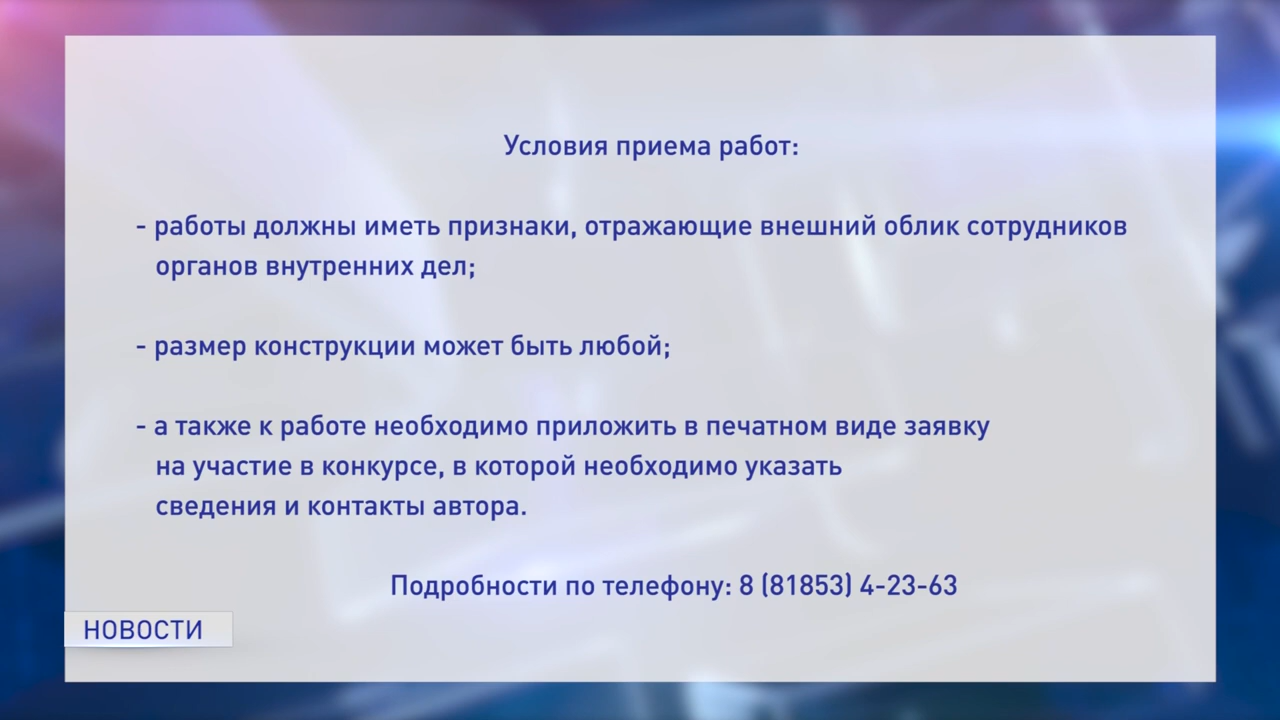 Условия приема работ:
- работы должны иметь признаки, отражающие внешний облик сотрудников
органов внутренних дел;
- размер конструкции может быть любой;
- а также к работе необходимо приложить в печатном виде заявку
на участие в конкурсе, в которой необходимо указать
сведения и контакты автора.
Подробности по телефону: 8 (81853) 4-23-63
НОВОСТИ